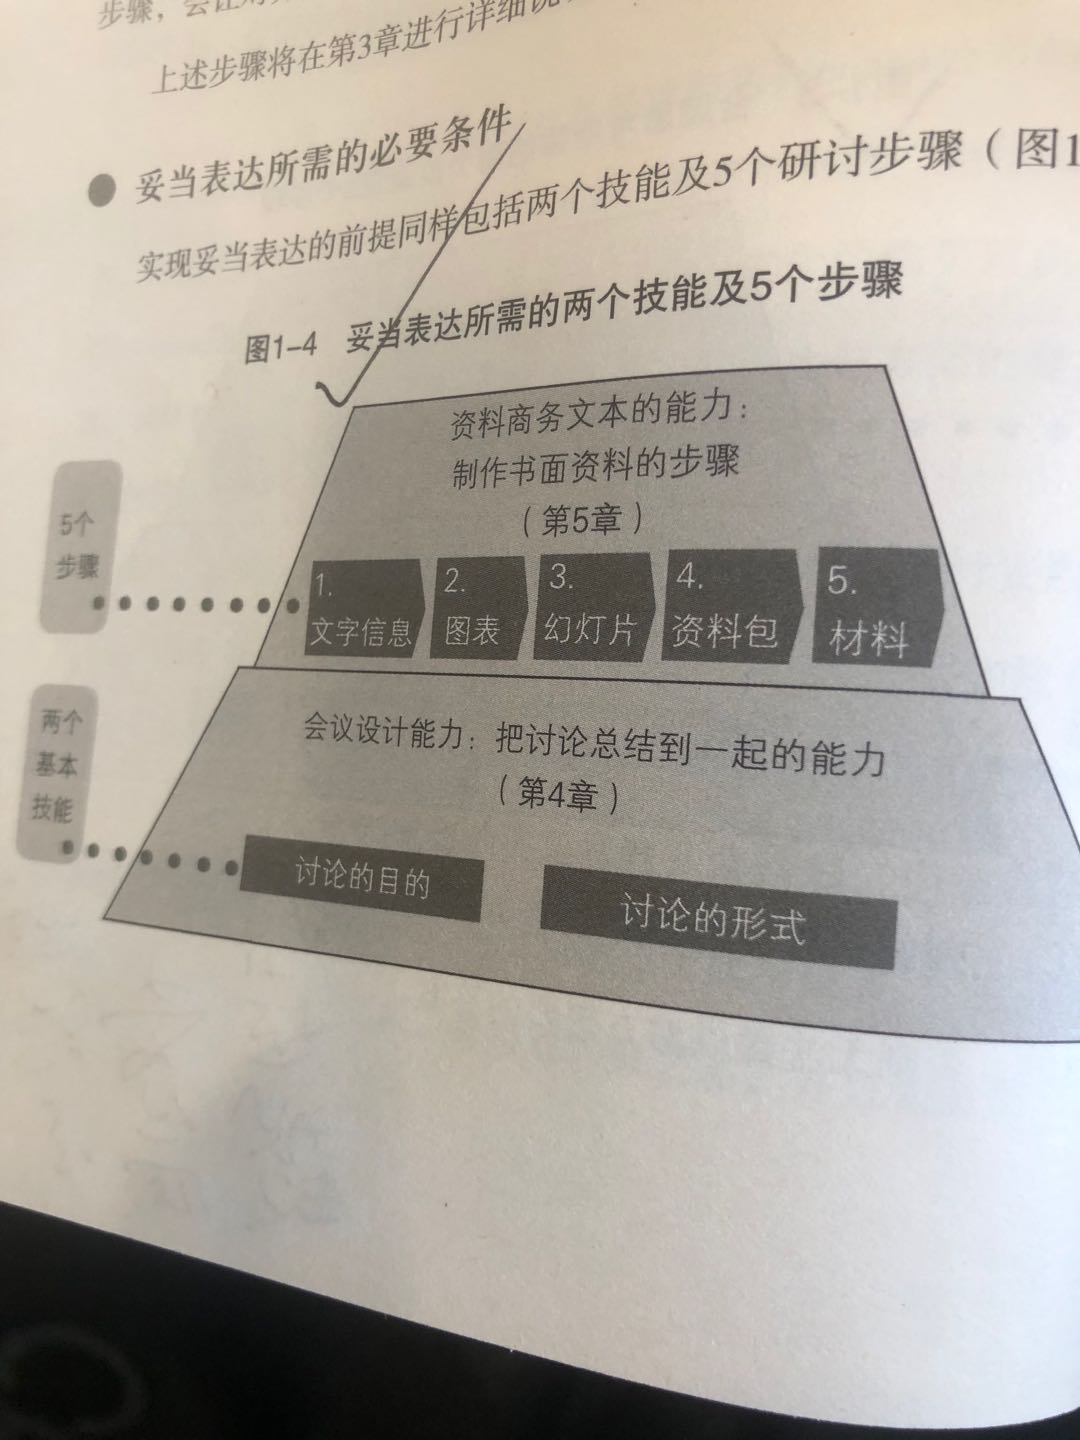 步骤，会让对
上述步骤将在第3章进行详细说
● 妥当表达所需的必要条件
实现妥当表达的前提同样包括两个技能及5个研讨步骤（图1
图1-4 妥当表达所需的两个技能及5个步骤
资料商务文本的能力：
制作书面资料的步骤
（第5章）
5个
步骤
1.
文字信息
2.
图表
3.
幻灯片
4.
资料包
5.
材料
两个
基本
技能
会议设计能力：把讨论总结到一起的能力
（第4章）
讨论的目的
讨论的形式